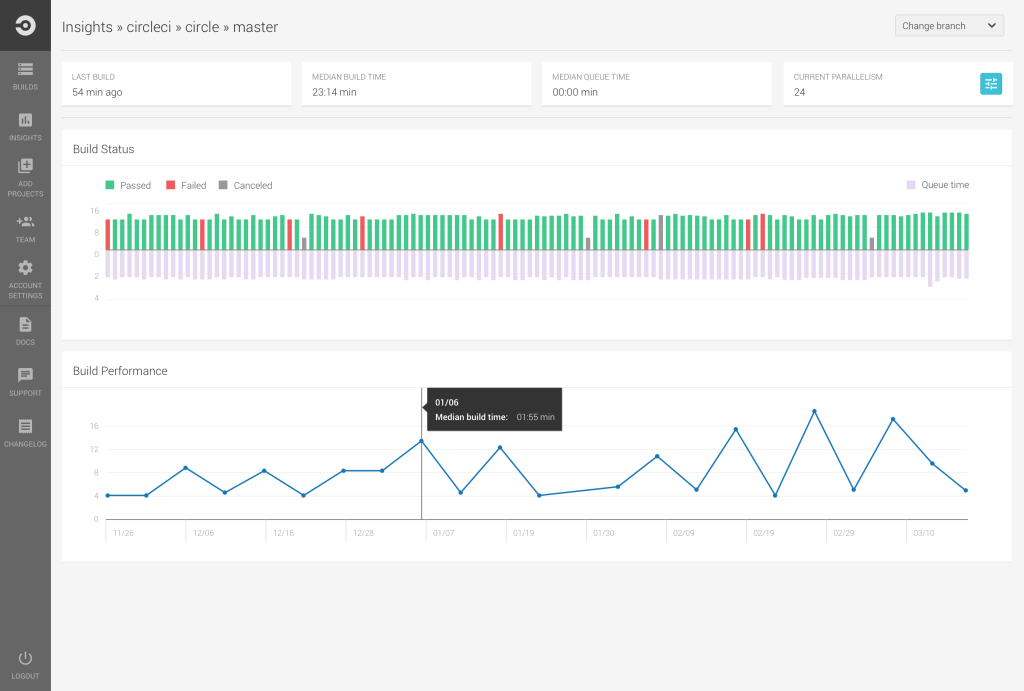 Insights » circleci » circle » master
Change branch
BUILDS
INSIGHTS
ADD
PROJECTS
TEAM
ACCOUNT
SETTINGS
DOCS
SUPPORT
CHANGELOG
LOGOUT
LAST BUILD
54 min ago
MEDIAN BUILD TIME
23:14 min
MEDIAN QUEUE TIME
00:00 min
CURRENT PARALLELISM
24
Build Status
Passed Failed Canceled Queue time
16
8
0
2
4
Build Performance
01/06
Median build time: 01:55 min
16
12
8
4
0
11/26 12/06 12/16 12/28 01/07 01/19 01/30 02/09 02/19 02/29 03/10